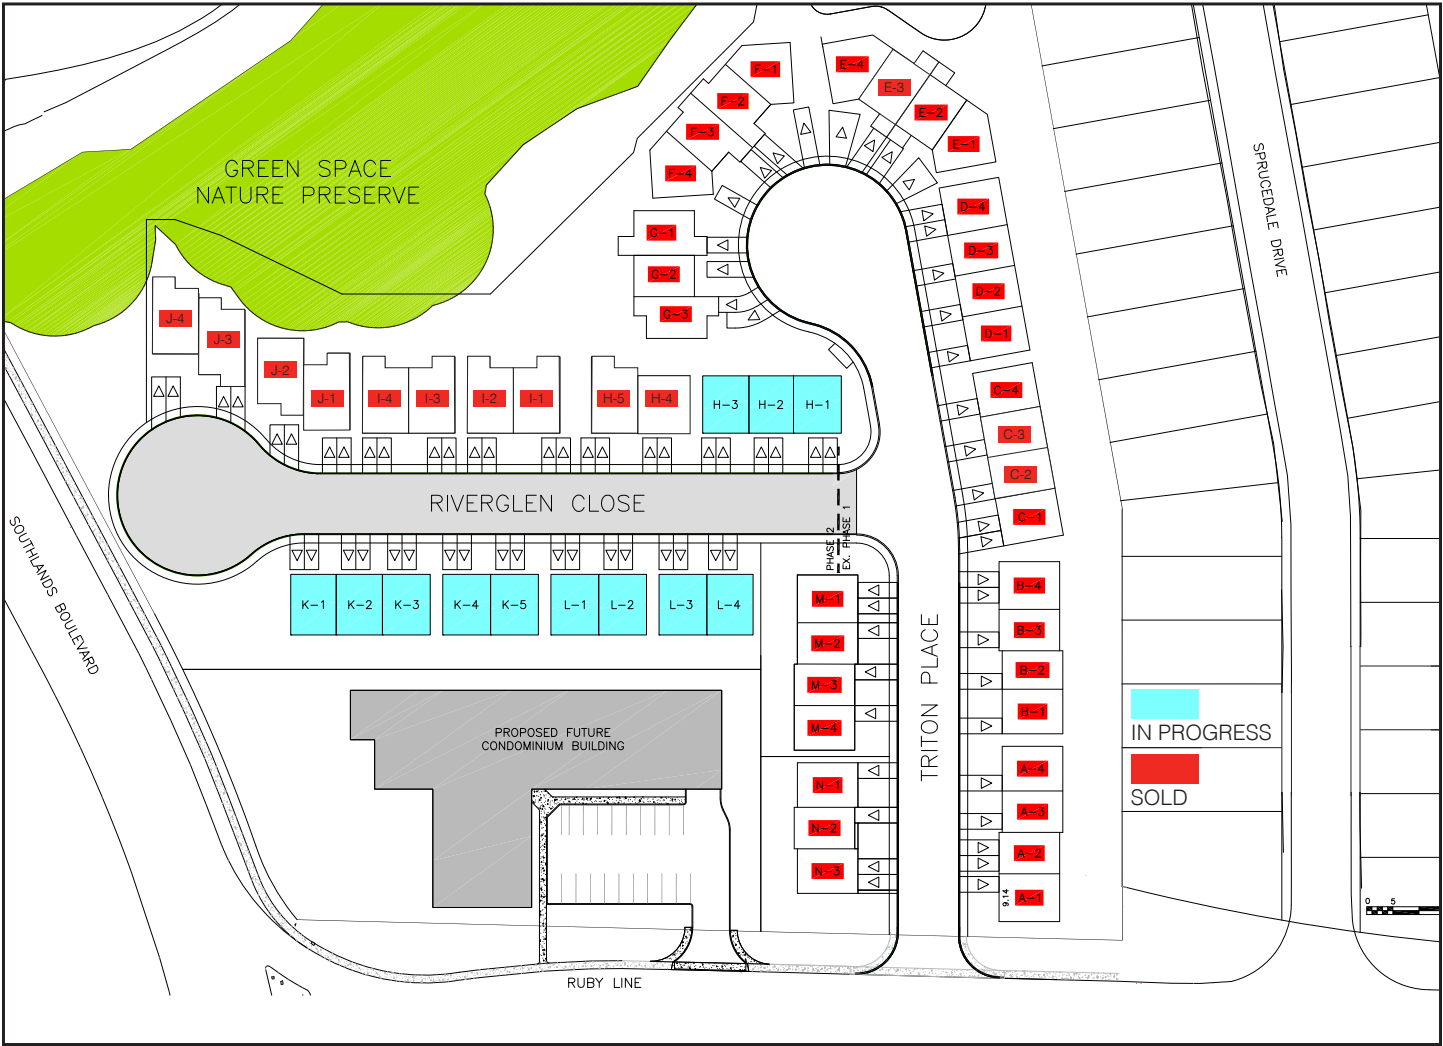 GREEN SPACE
NATURE PRESERVE
F-1
F-2
F-3
F-4
E-4
E-3
E-2
E-1
G-1
G-2
G-3
D-4
D-3
D-2
D-1
SPRUCEDALE DRIVE
J-4
J-3
J-2
J-1
I-4
I-3
I-2
I-1
H-5
H-4
H-3
H-2
H-1
C-4
C-3
C-2
C-1
RIVERGLEN CLOSE
PHASE 2
EX. PHASE 1
SOUTHLANDS BOULEVARD
K-1
K-2
K-3
K-4
K-5
L-1
L-2
L-3
L-4
M-1
M-2
M-3
M-4
TRITON PLACE
B-4
B-3
B-2
B-1
PROPOSED FUTURE
CONDOMINIUM BUILDING
N-1
N-2
N-3
A-4
A-3
A-2
A-1
9.14
IN PROGRESS
SOLD
0 5
RUBY LINE